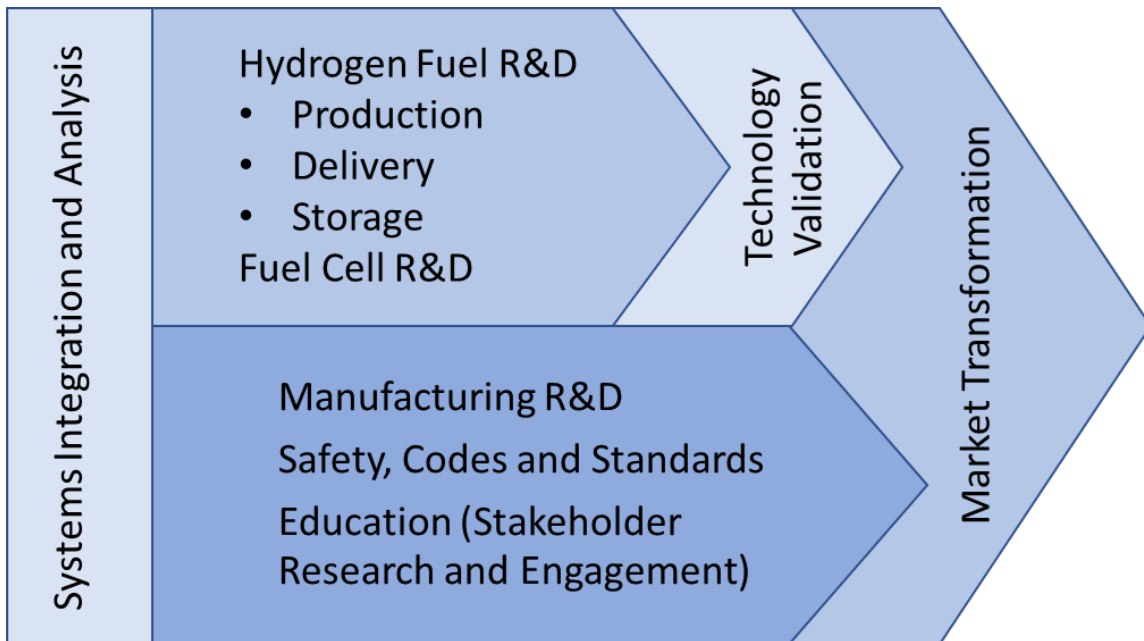 Systems Integration and Analysis
Hydrogen Fuel R&D
• Production
• Delivery
• Storage
Fuel Cell R&D
Technology
Validation
Manufacturing R&D
Safety, Codes and Standards
Education (Stakeholder
Research and Engagement)
Market Transformation